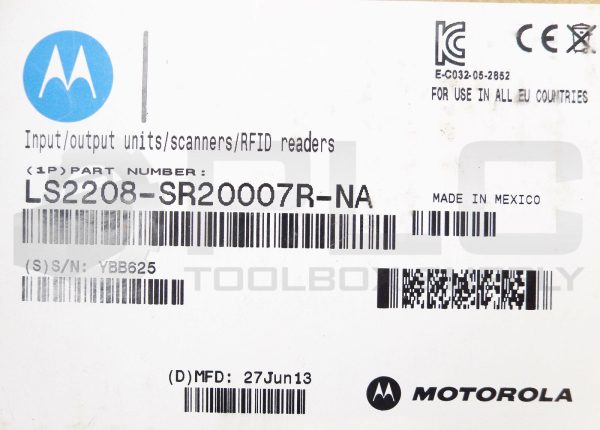 E-C032-05-2852
FOR USE IN ALL EU COUNTRIES
Input/output units/scanners/RFID readers
(1P)PART NUMBER:
LS2208-SR20007R-NA
MADE IN MEXICO
(S)S/N: YBB625
PLC
TOOLBOX
(D)MFD: 27Jun13
MOTOROLA